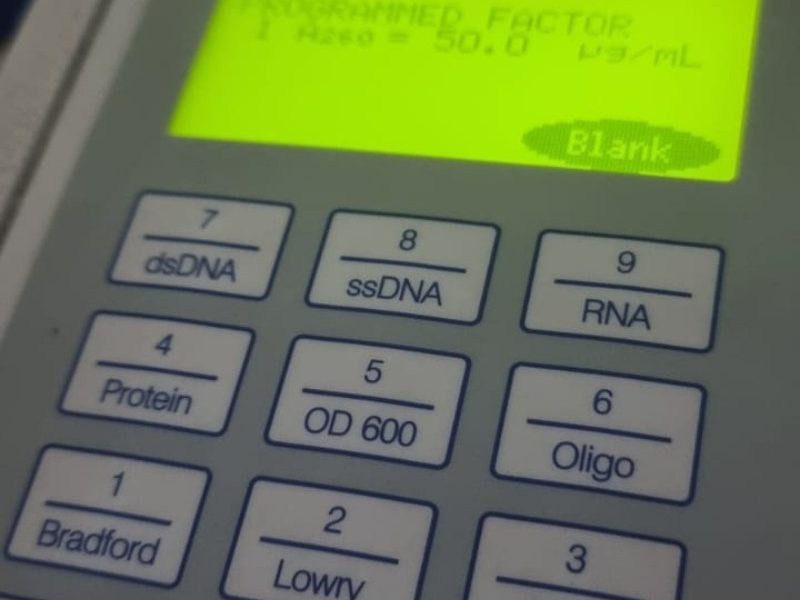 PROGRAMMED FACTOR
1 A260 = 50.0 µg/mL
Blank
7 8 9
dsDNA ssDNA RNA
4 5 6
Protein OD 600 Oligo
1 2 3
Bradford Lowry